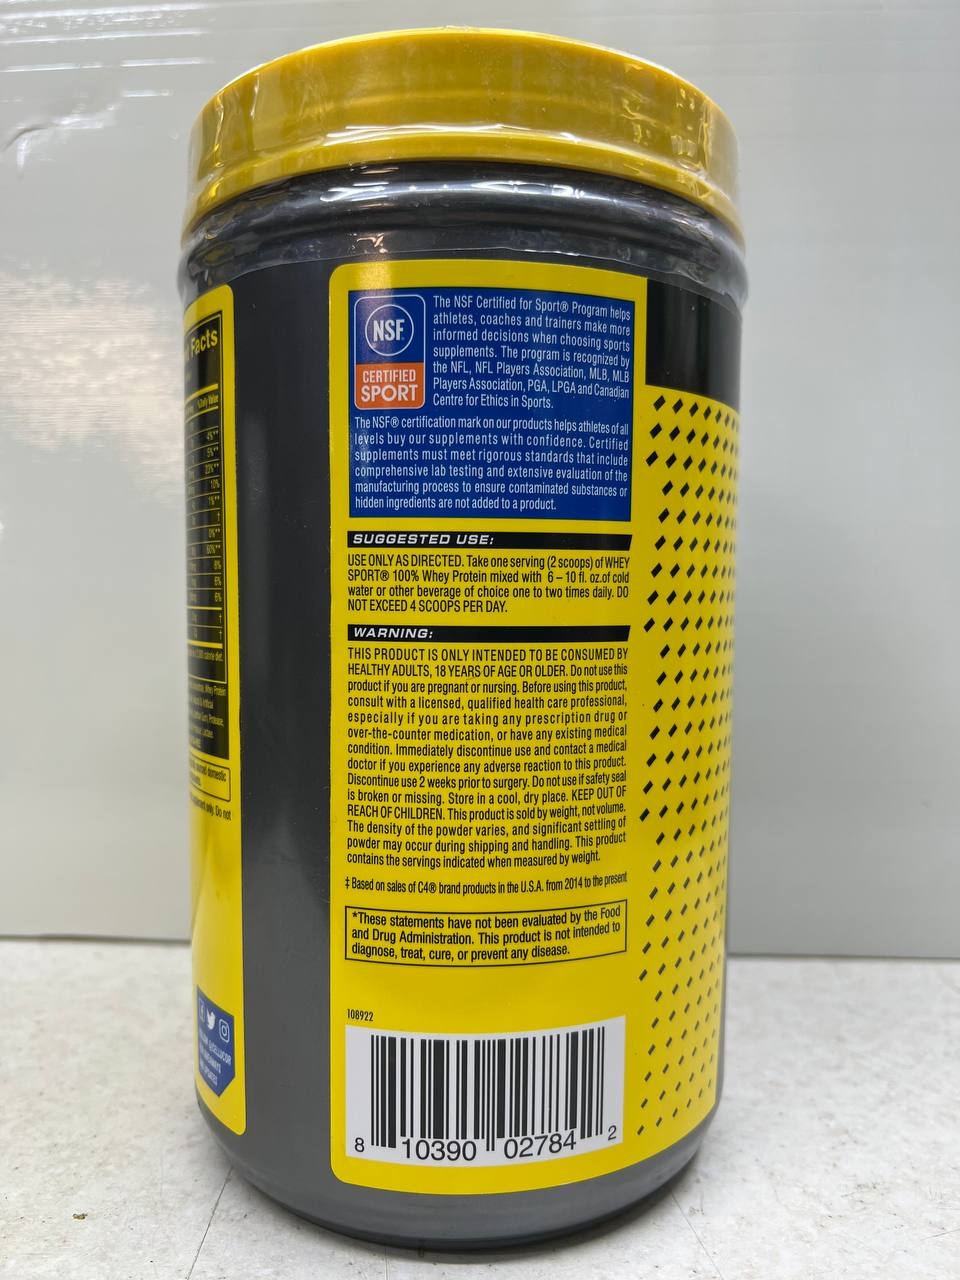 Facts
% Daily Value
4%**
5%**
10%
1%**
†
0%**
†
†
Whey Protein
domestic
only. Do not
NSF
CERTIFIED
SPORT
The NSF Certified for Sport® Program helps
athletes, coaches and trainers make more
informed decisions when choosing sports
supplements. The program is recognized by
the NFL, NFL Players Association, MLB, MLB
Players Association, PGA, LPGA and Canadian
Centre for Ethics in Sports.
The NSF® certification mark on our products helps athletes of all
levels buy our supplements with confidence. Certified
supplements must meet rigorous standards that include
comprehensive lab testing and extensive evaluation of the
manufacturing process to ensure contaminated substances or
hidden ingredients are not added to a product.
SUGGESTED USE:
USE ONLY AS DIRECTED. Take one serving (2 scoops) of WHEY
SPORT® 100% Whey Protein mixed with 6 – 10 fl. oz.of cold
water or other beverage of choice one to two times daily. DO
NOT EXCEED 4 SCOOPS PER DAY.
WARNING:
THIS PRODUCT IS ONLY INTENDED TO BE CONSUMED BY
HEALTHY ADULTS, 18 YEARS OF AGE OR OLDER. Do not use this
product if you are pregnant or nursing. Before using this product,
consult with a licensed, qualified health care professional,
especially if you are taking any prescription drug or
over-the-counter medication, or have any existing medical
condition. Immediately discontinue use and contact a medical
doctor if you experience any adverse reaction to this product.
Discontinue use 2 weeks prior to surgery. Do not use if safety seal
is broken or missing. Store in a cool, dry place. KEEP OUT OF
REACH OF CHILDREN. This product is sold by weight, not volume.
The density of the powder varies, and significant settling of
powder may occur during shipping and handling. This product
contains the servings indicated when measured by weight.
‡ Based on sales of C4® brand products in the U.S.A. from 2014 to the present
*These statements have not been evaluated by the Food
and Drug Administration. This product is not intended to
diagnose, treat, cure, or prevent any disease.
108922
8 10390 02784 2